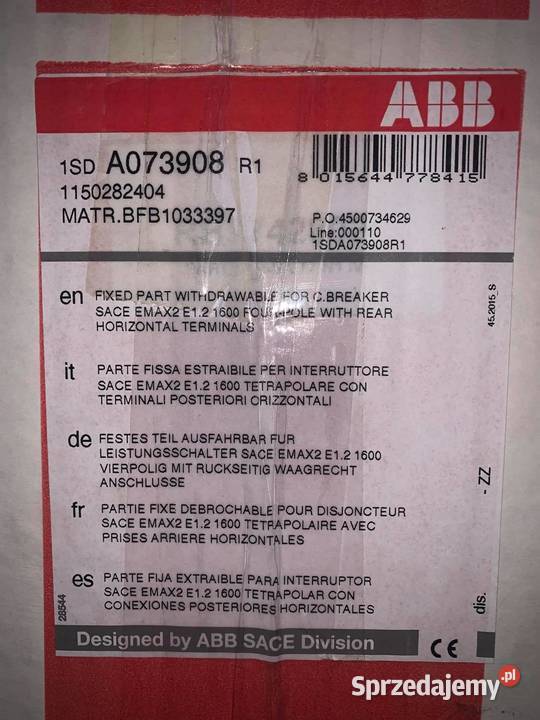 ABB
1SD A073908 R1
1150282404
MATR.BFB1033397
8 015644 778415
P.O.4500734629
Line:000110
1SDA073908R1
en FIXED PART WITHDRAWABLE FOR C.BREAKER
SACE EMAX2 E1.2 1600 FOURPOLE WITH REAR
HORIZONTAL TERMINALS
45.2015_S
it PARTE FISSA ESTRAIBILE PER INTERRUTTORE
SACE EMAX2 E1.2 1600 TETRAPOLARE CON
TERMINALI POSTERIORI ORIZZONTALI
de FESTES TEIL AUSFAHRBAR FUR
LEISTUNGSSCHALTER SACE EMAX2 E1.2 1600
VIERPOLIG MIT RUCKSEITIG WAAGRECHT
ANSCHLUSSE
- ZZ
fr PARTIE FIXE DEBROCHABLE POUR DISJONCTEUR
SACE EMAX2 E1.2 1600 TETRAPOLAIRE AVEC
PRISES ARRIERE HORIZONTALES
es PARTE FIJA EXTRAIBLE PARA INTERRUPTOR
SACE EMAX2 E1.2 1600 TETRAPOLAR CON
CONEXIONES POSTERIORES HORIZONTALES
28544
dis.
Designed by ABB SACE Division
CE
Sprzedajemy.pl